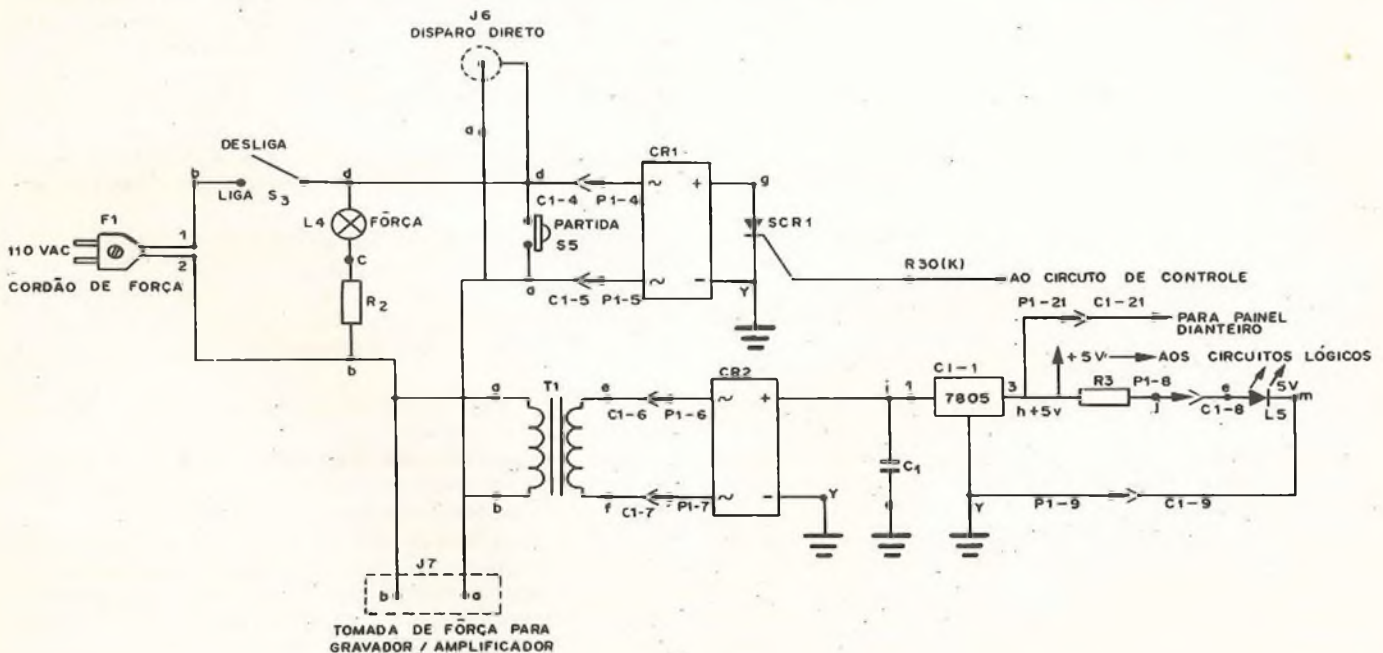 J6
DISPARO DIRETO
a
DESLIGA
b
LIGA S3
d
d
C1-4 P1-4
CR1
~ +
g
SCR1
F1
1
2
110 VAC
CORDÃO DE FORÇA
L4
FÔRÇA
c
PARTIDA
S5
R2
a
C1-5 P1-5
~ -
Y
R30(K)
AO CIRCUTO DE CONTROLE
b
P1-21 C1-21
PARA PAINEL
DIANTEIRO
+5V AOS CIRCUITOS LÓGICOS
a T1 e
C1-6 P1-6
CR2
~ +
i 1
CI-1
7805
3
h +5v
R3
P1-8
j
C1-8
e
5V
m
L5
C1
b f
C1-7 P1-7
~ -
Y
Y
P1-9 C1-9
J7
b a
TOMADA DE FÔRÇA PARA
GRAVADOR / AMPLIFICADOR